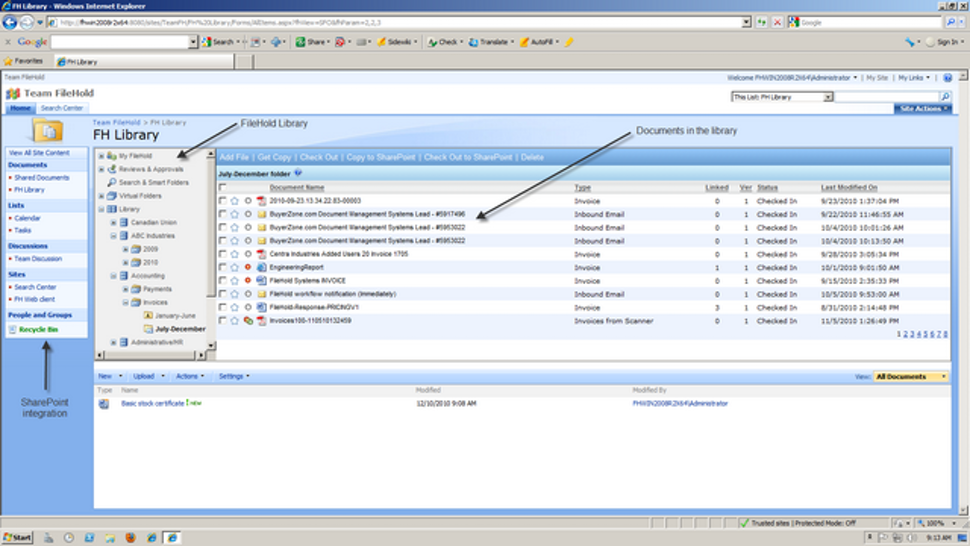 FH Library - Windows Internet Explorer
http://fhwin2008r2x64:8080/sites/TeamFH/FH%20Library/Forms/AllItems.aspx?
Google
Google
Search
Share
Sidewiki
Check
Translate
AutoFill
Sign In
Favorites
FH Library
Team FileHold
Welcome FHWIN2008R2X64\Administrator
My Site
My Links
Team FileHold
This List: FH Library
Home
Search Center
Site Actions
Team FileHold > FH Library
FH Library
FileHold Library
Documents in the library
View All Site Content
Documents
Shared Documents
FH Library
Lists
Calendar
Tasks
Discussions
Team Discussion
Sites
Search Center
FH Web client
People and Groups
Recycle Bin
SharePoint
integration
My FileHold
Reviews & Approvals
Search & Smart Folders
Virtual Folders
Library
Canadian Union
ABC Industries
2009
2010
Accounting
Payments
Invoices
January-June
July-December
Administrative/HR
Add File | Get Copy | Check Out | Copy to SharePoint | Check Out to SharePoint | Delete
July-December folder
Document Name Type Linked Ver Status Last Modified On
2010-09-23.13.34.22.83-00003 Invoice 0 1 Checked In 9/23/2010 1:37:04 PM
BuyerZone.com Document Management Systems Lead - #5917496 Inbound Email 0 1 Checked In 9/22/2010 11:46:55 AM
BuyerZone.com Document Management Systems Lead - #5953022 Inbound Email 0 1 Checked In 10/4/2010 10:01:26 AM
BuyerZone.com Document Management Systems Lead - #5953022 Inbound Email 0 1 Checked In 10/4/2010 10:13:50 AM
Centra Industries Added Users 20 Invoice 1705 Invoice 0 1 Checked In 9/28/2010 3:05:34 PM
EngineeringReport Invoice 1 1 Checked In 10/1/2010 9:01:50 AM
FileHold Systems INVOICE Invoice 0 1 Checked In 9/15/2010 2:35:33 PM
FileHold workflow notification (Immediately) Inbound Email 0 1 Checked In 10/5/2010 9:53:00 AM
FileHold-Response-PRICINGV1 Invoice 3 1 Checked In 8/31/2010 2:14:48 PM
Invoices100-110510132459 Invoices from Scanner 0 1 Checked In 11/5/2010 1:26:49 PM
1 2 3 4 5 6 7 8
New Upload Actions Settings View: All Documents
Type Name Modified Modified By
Basic stock certificate ! NEW 12/10/2010 9:08 AM FHWIN2008R2X64\Administrator
Trusted sites | Protected Mode: Off
100%
Start
9:13 AM